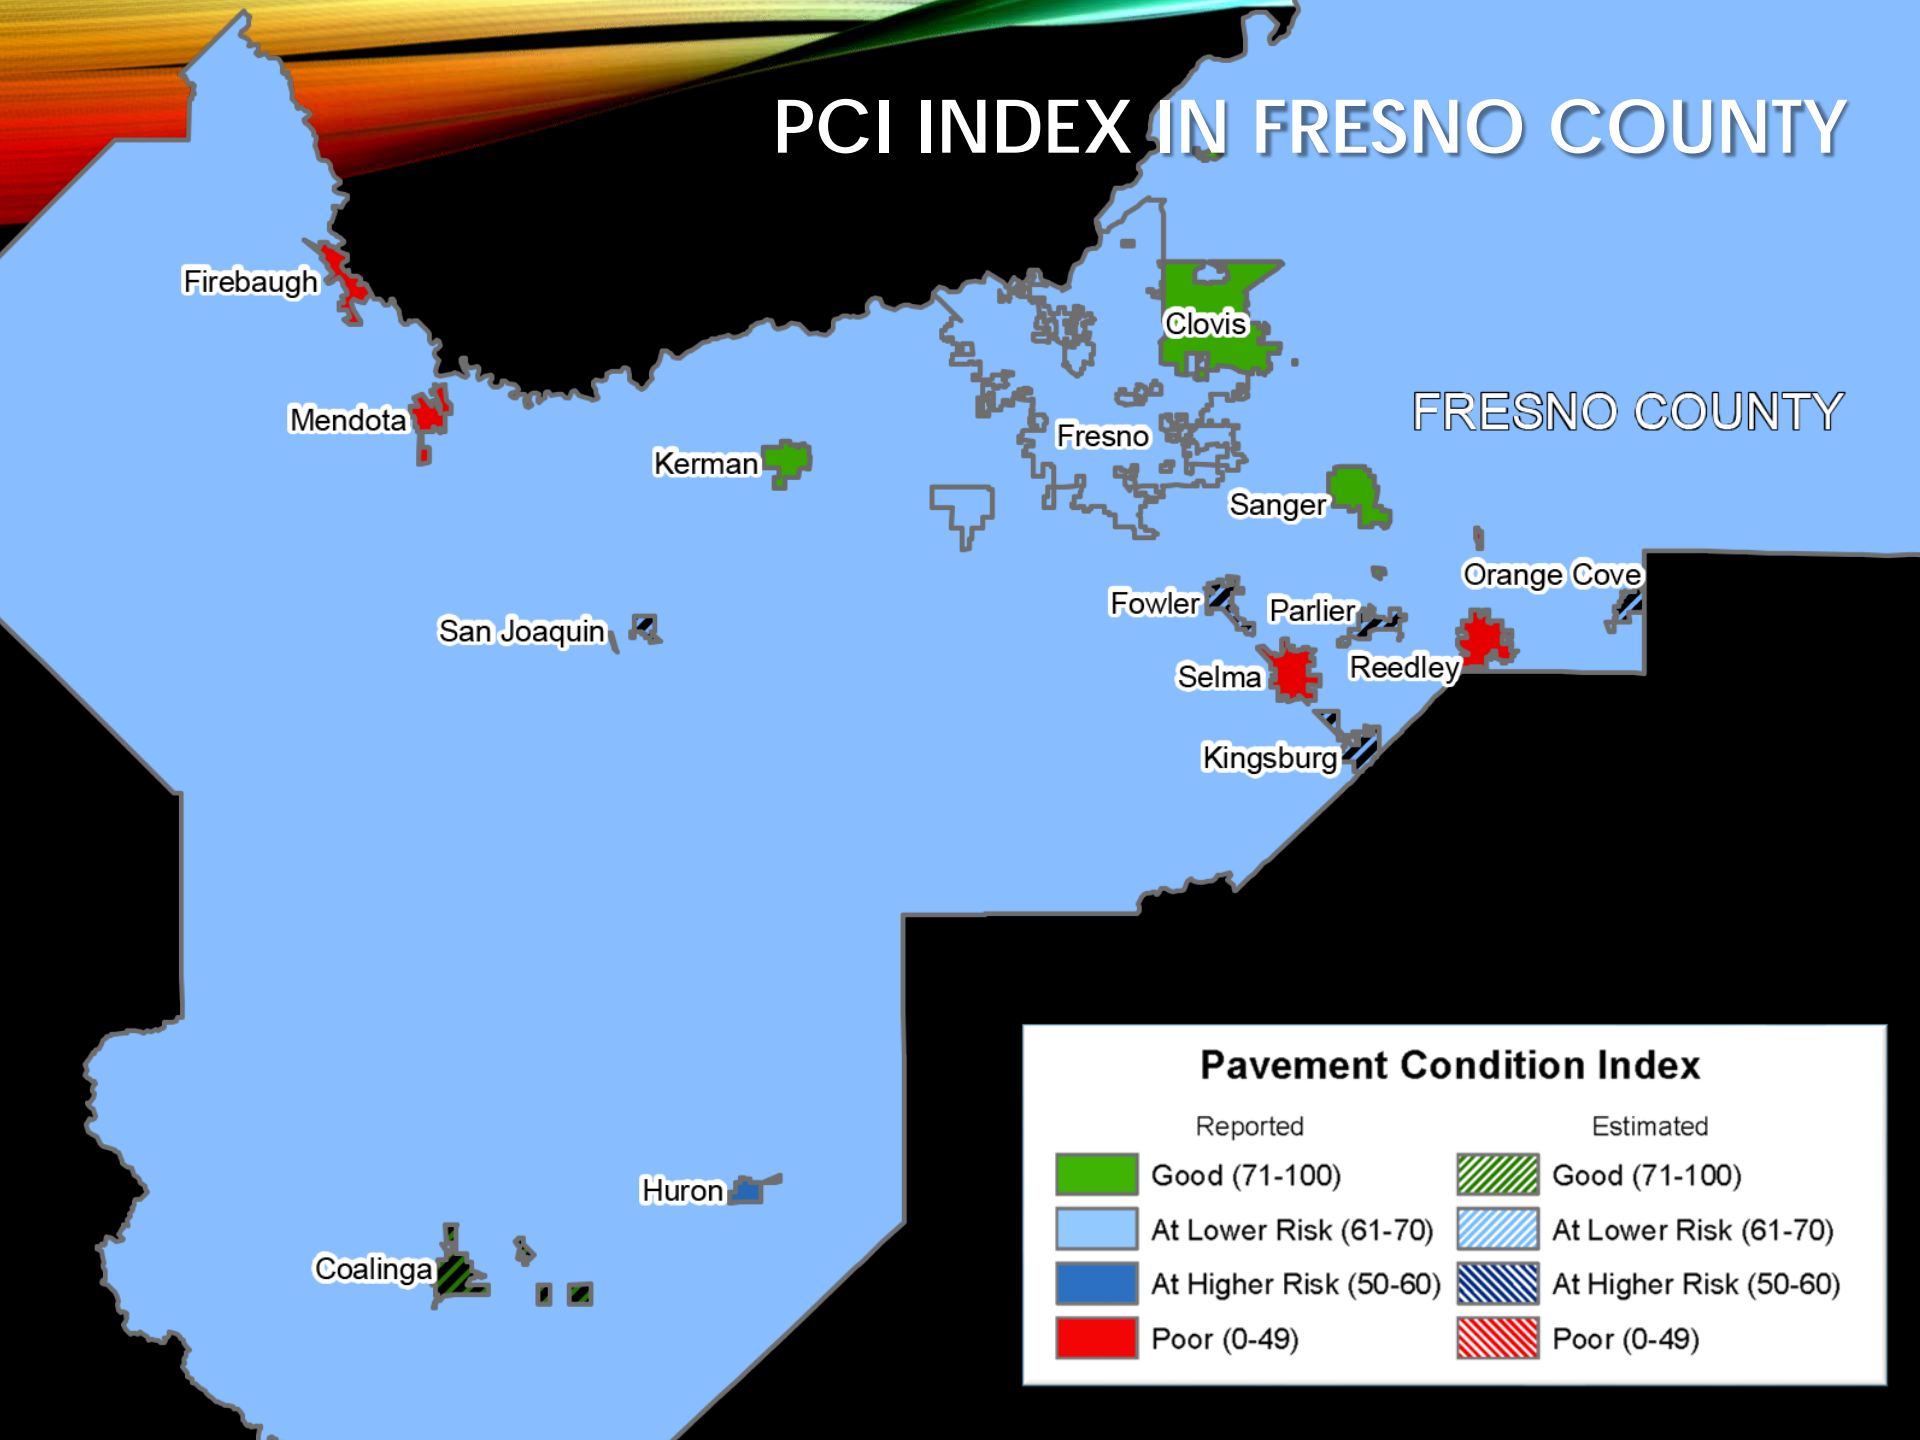 PCI INDEX IN FRESNO COUNTY
Firebaugh
Clovis
Mendota
FRESNO COUNTY
Kerman
Fresno
Sanger
Orange Cove
Fowler
Parlier
San Joaquin
Selma
Reedley
Kingsburg
Huron
Coalinga
Pavement Condition Index
Reported
Estimated
Good (71-100)
Good (71-100)
At Lower Risk (61-70)
At Lower Risk (61-70)
At Higher Risk (50-60)
At Higher Risk (50-60)
Poor (0-49)
Poor (0-49)